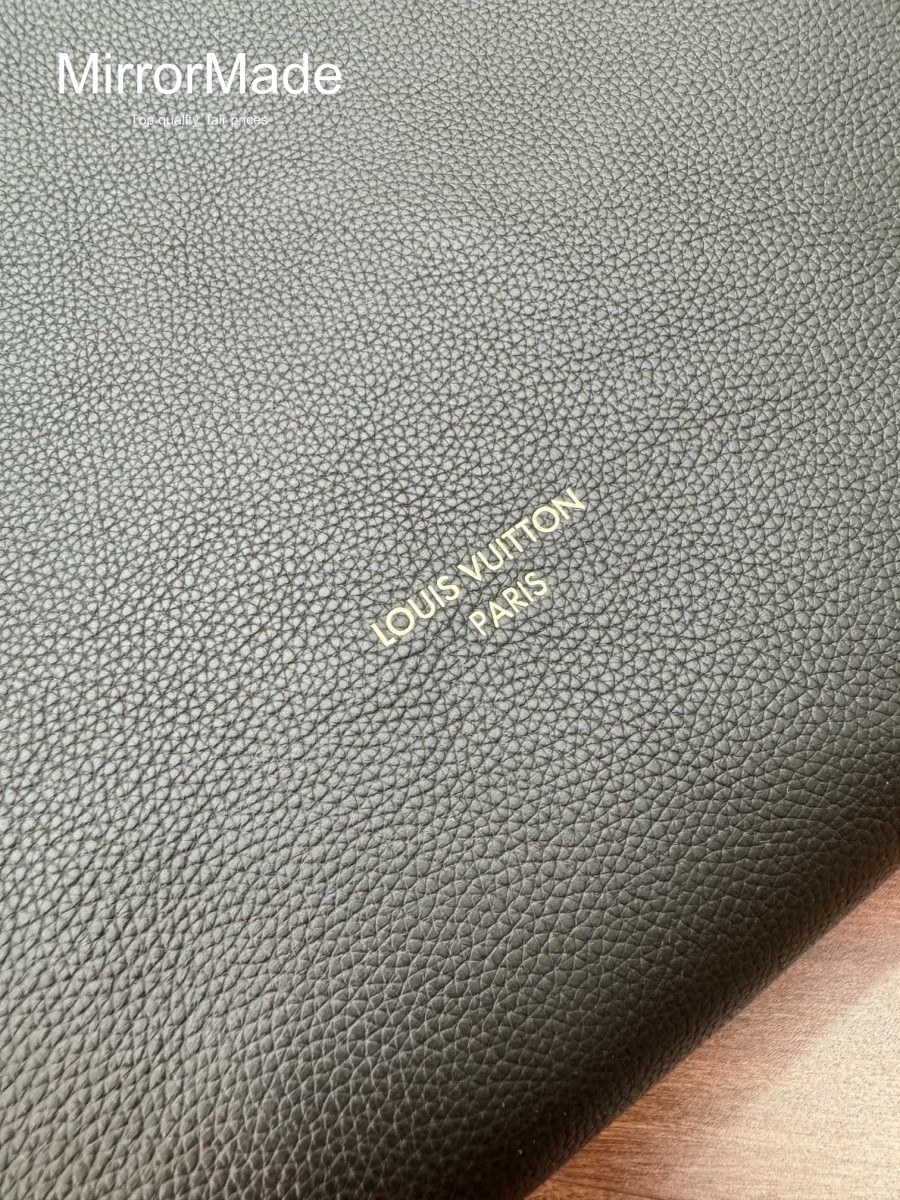 MirrorMade
Top quality, fair prices
LOUIS VUITTON
PARIS